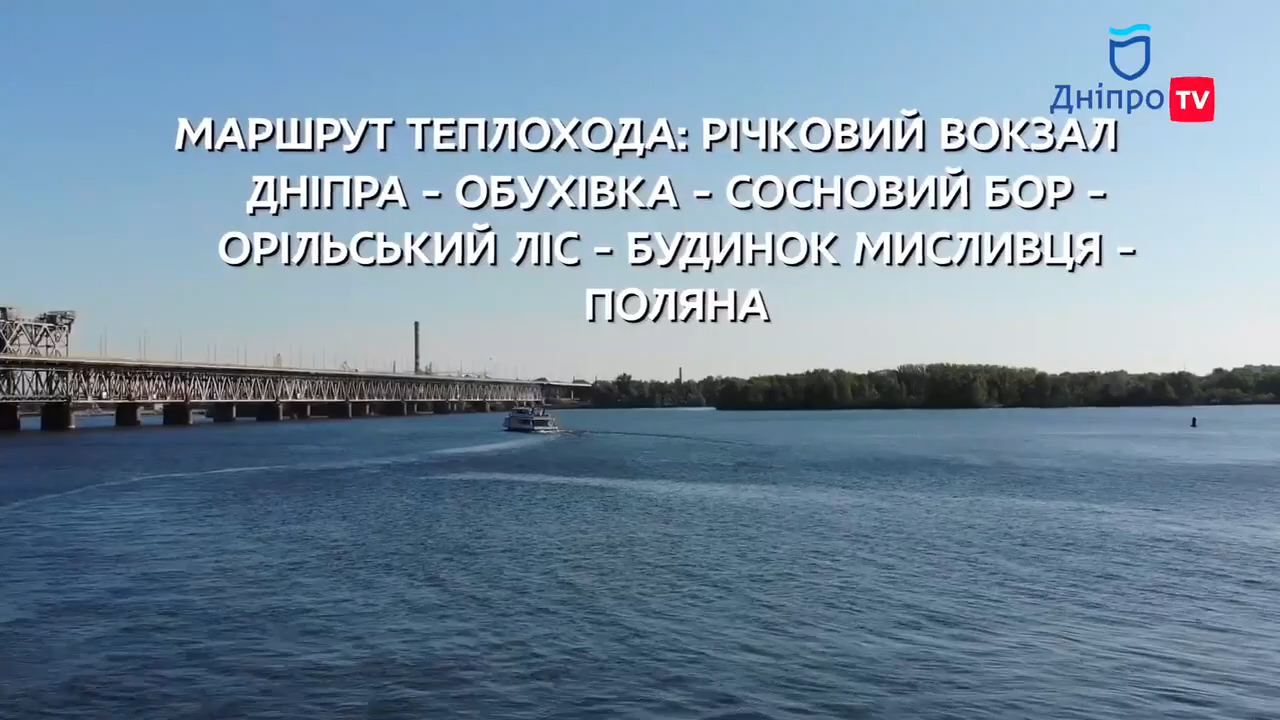 Дніпро TV
МАРШРУТ ТЕПЛОХОДА: РІЧКОВИЙ ВОКЗАЛ
ДНІПРА - ОБУХІВКА - СОСНОВИЙ БОР -
ОРІЛЬСЬКИЙ ЛІС - БУДИНОК МИСЛИВЦЯ -
ПОЛЯНА